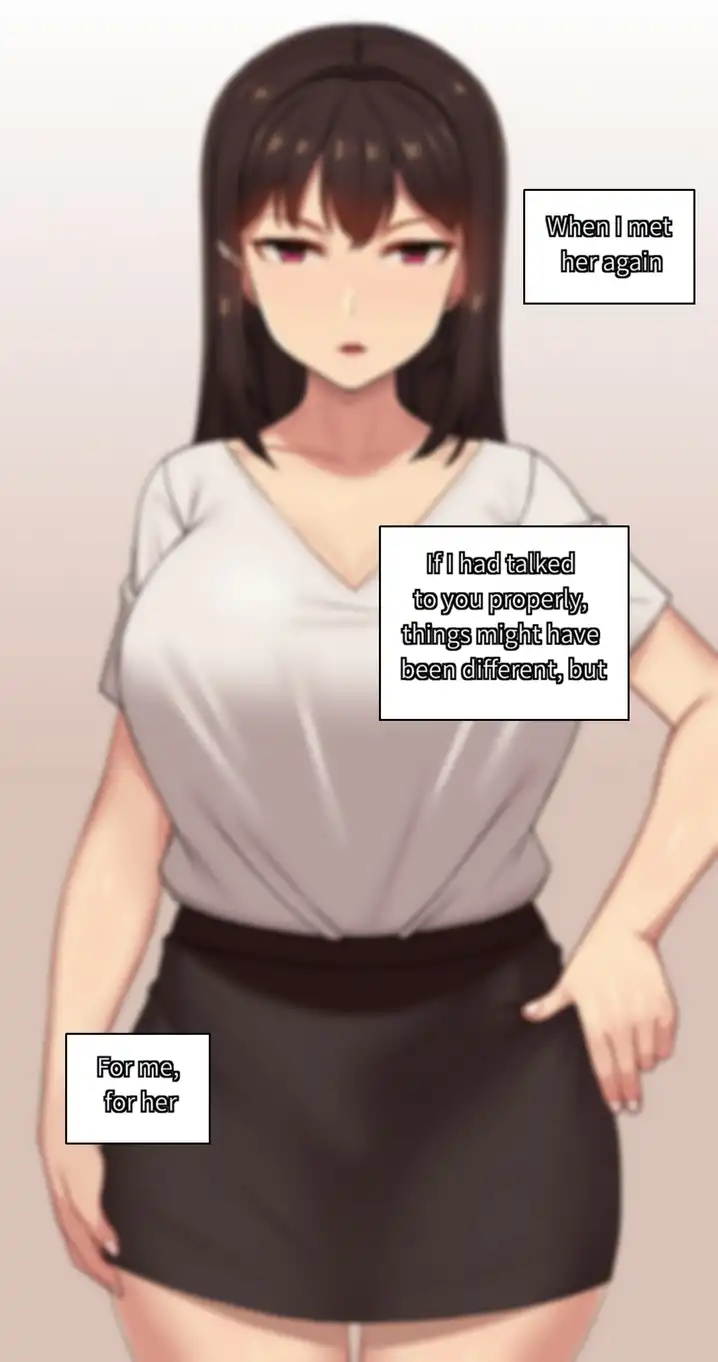 When I met
her again
If I had talked
to you properly,
things might have
been different, but
For me,
for her